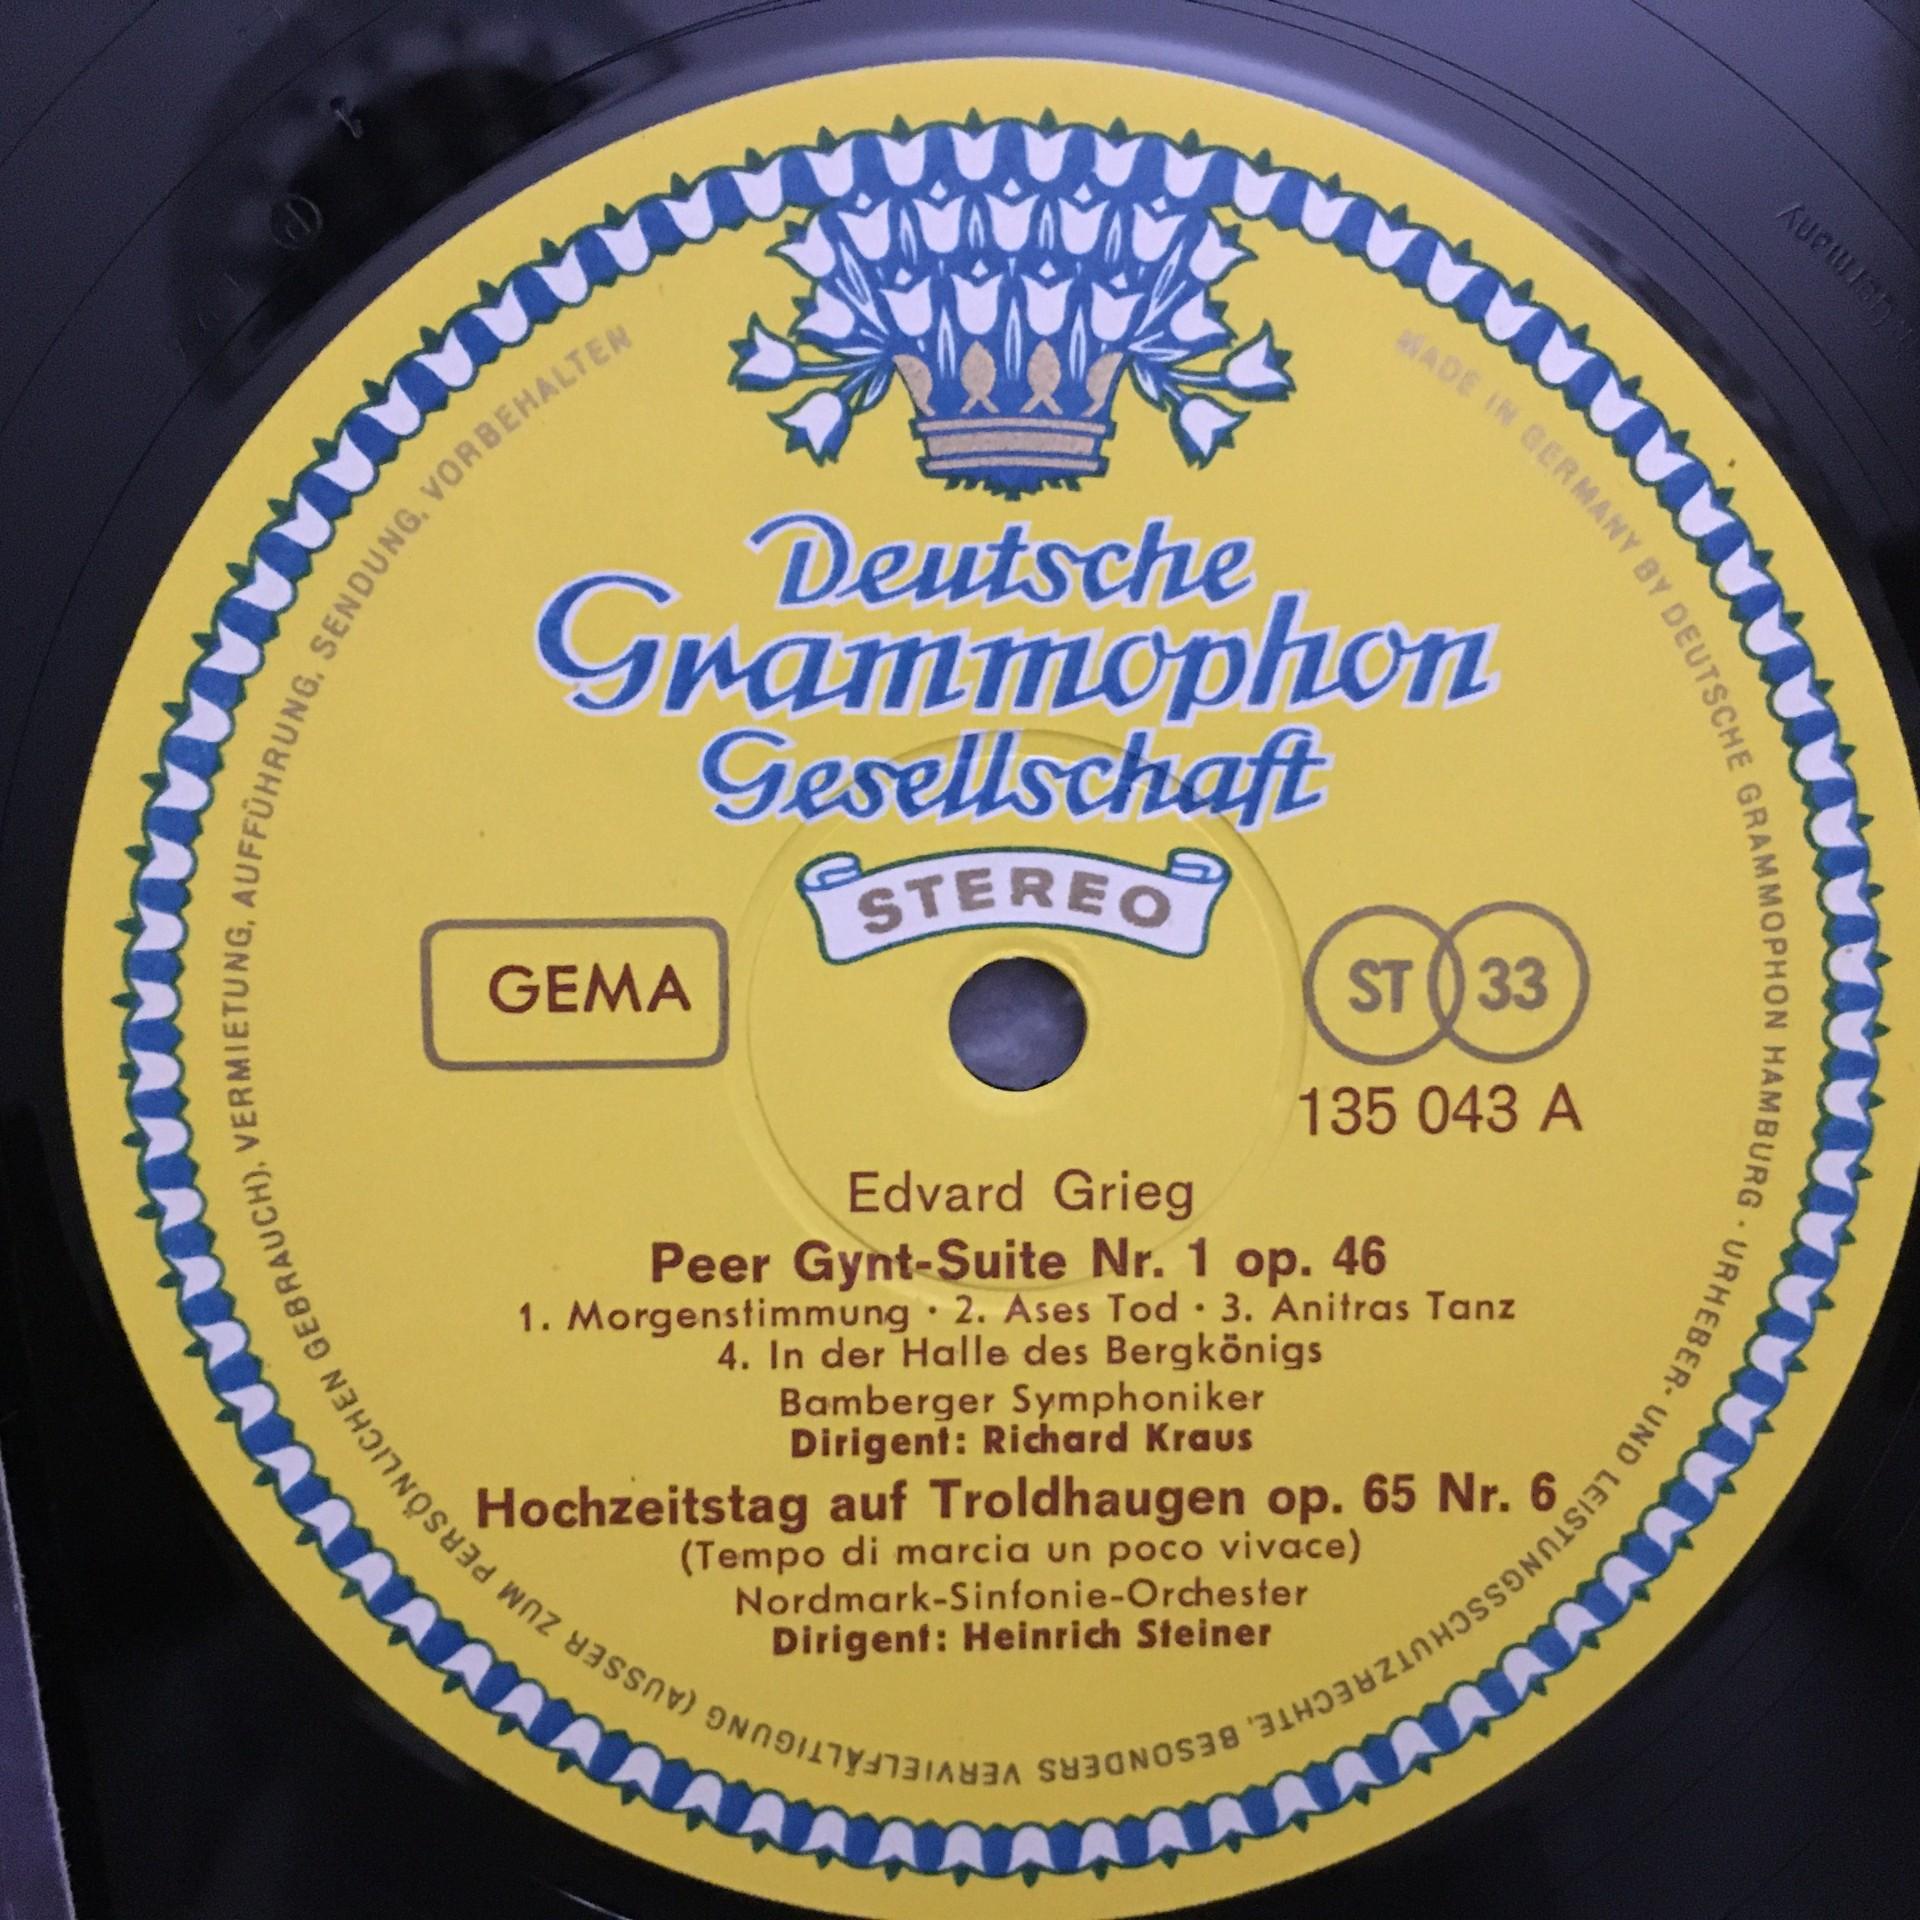 Deutsche
Grammophon
Gesellschaft
STEREO
GEMA
ST 33
135 043 A
Edvard Grieg
Peer Gynt-Suite Nr. 1 op. 46
1. Morgenstimmung · 2. Ases Tod · 3. Anitras Tanz
4. In der Halle des Bergkönigs
Bamberger Symphoniker
Dirigent: Richard Kraus
Hochzeitstag auf Troldhaugen op. 65 Nr. 6
(Tempo di marcia un poco vivace)
Nordmark-Sinfonie-Orchester
Dirigent: Heinrich Steiner
MADE IN GERMANY BY DEUTSCHE GRAMMOPHON HAMBURG · URHEBER- UND LEISTUNGSSCHUTZRECHTE, BESONDERS VERVIELFÄLTIGUNG (AUSSER ZUM PERSÖNLICHEN GEBRAUCH), VERMIETUNG, AUFFÜHRUNG, SENDUNG, VORBEHALTEN
Germany